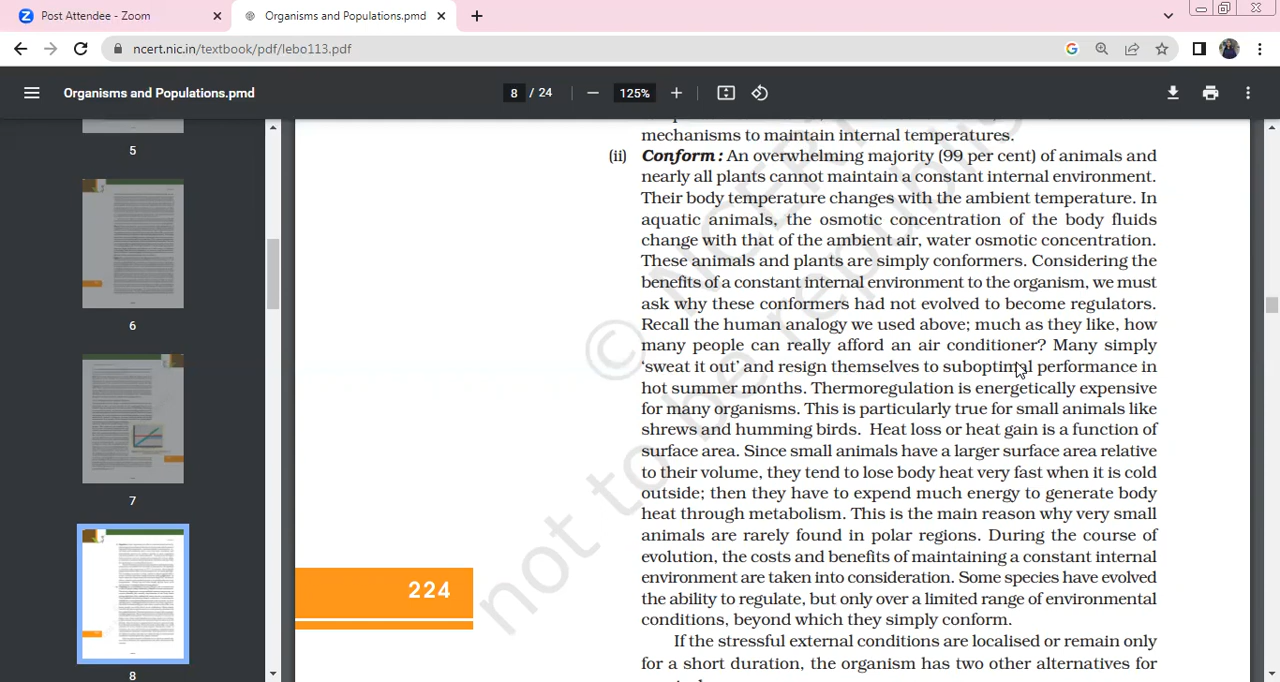 Post Attendee - Zoom
Organisms and Populations.pmd
ncert.nic.in/textbook/pdf/lebo113.pdf
Organisms and Populations.pmd
8 / 24
125%
5
6
7
8
mechanisms to maintain internal temperatures.
(ii) Conform : An overwhelming majority (99 per cent) of animals and
nearly all plants cannot maintain a constant internal environment.
Their body temperature changes with the ambient temperature. In
aquatic animals, the osmotic concentration of the body fluids
change with that of the ambient air, water osmotic concentration.
These animals and plants are simply conformers. Considering the
benefits of a constant internal environment to the organism, we must
ask why these conformers had not evolved to become regulators.
Recall the human analogy we used above; much as they like, how
many people can really afford an air conditioner? Many simply
'sweat it out' and resign themselves to suboptimal performance in
hot summer months. Thermoregulation is energetically expensive
for many organisms. This is particularly true for small animals like
shrews and humming birds. Heat loss or heat gain is a function of
surface area. Since small animals have a larger surface area relative
to their volume, they tend to lose body heat very fast when it is cold
outside; then they have to expend much energy to generate body
heat through metabolism. This is the main reason why very small
animals are rarely found in polar regions. During the course of
evolution, the costs and benefits of maintaining a constant internal
environment are taken into consideration. Some species have evolved
the ability to regulate, but only over a limited range of environmental
conditions, beyond which they simply conform.
If the stressful external conditions are localised or remain only
for a short duration, the organism has two other alternatives for
224
© NCERT
not to be republished